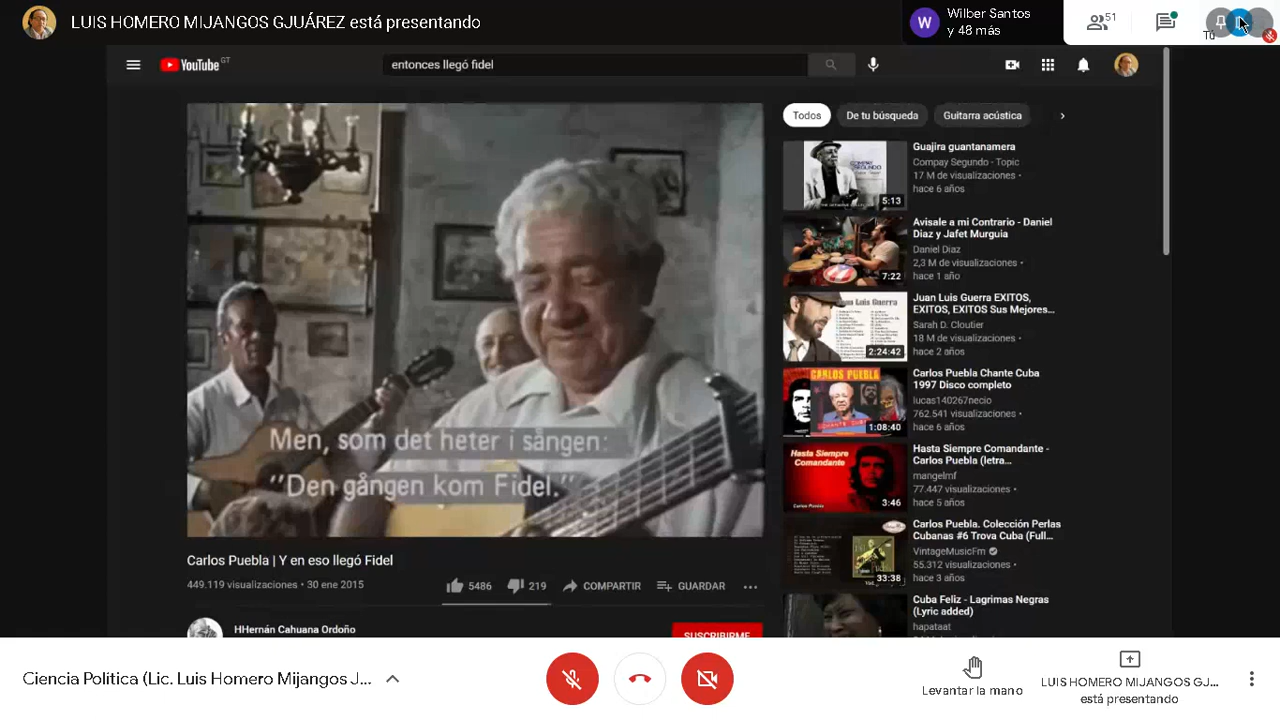 LUIS HOMERO MIJANGOS GJUÁREZ está presentando
W
Wilber Santos
y 48 más
51
Tú
YouTube GT
entonces llegó fidel
Men, som det heter i sången:
"Den gången kom Fidel."
Carlos Puebla | Y en eso llegó Fidel
449.119 visualizaciones • 30 ene 2015
5486
219
COMPARTIR
GUARDAR
HHernán Cahuana Ordoño
SUSCRIBIRME
Todos
De tu búsqueda
Guitarra acústica
Guajira guantanamera
Compay Segundo - Topic
17 M de visualizaciones •
hace 6 años
5:13
Avisale a mi Contrario - Daniel
Diaz y Jafet Murguia
Daniel Diaz
2,3 M de visualizaciones •
hace 1 año
7:22
Juan Luis Guerra EXITOS,
EXITOS, EXITOS Sus Mejores...
Sarah D. Cloutier
18 M de visualizaciones •
hace 2 años
2:24:42
CARLOS PUEBLA
Carlos Puebla Chante Cuba
1997 Disco completo
lucas140267necio
762.541 visualizaciones •
hace 6 años
1:08:40
Hasta Siempre
Comandante
Hasta Siempre Comandante -
Carlos Puebla (letra...
mangelmf
77.447 visualizaciones •
hace 5 años
3:46
Carlos Puebla. Colección Perlas
Cubanas #6 Trova Cuba (Full...
VintageMusicFm
55.312 visualizaciones •
hace 3 años
33:38
Cuba Feliz - Lagrimas Negras
(Lyric added)
hapataat
Ciencia Política (Lic. Luis Homero Mijangos J...
Levantar la mano
LUIS HOMERO MIJANGOS GJ...
está presentando